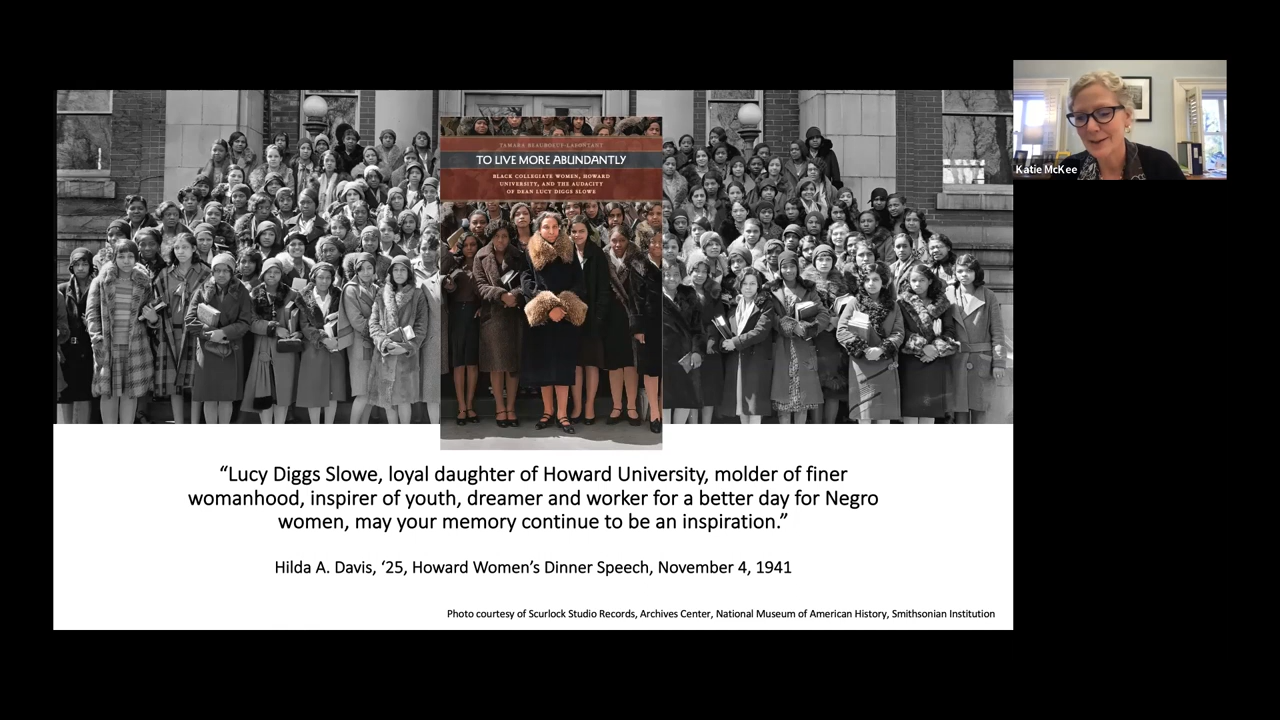 TAMARA BEAUBOEUF-LAFONTANT
TO LIVE MORE ABUNDANTLY
BLACK COLLEGIATE WOMEN, HOWARD
UNIVERSITY, AND THE AUDACITY
OF DEAN LUCY DIGGS SLOWE
Katie McKee
“Lucy Diggs Slowe, loyal daughter of Howard University, molder of finer
womanhood, inspirer of youth, dreamer and worker for a better day for Negro
women, may your memory continue to be an inspiration.”
Hilda A. Davis, ‘25, Howard Women’s Dinner Speech, November 4, 1941
Photo courtesy of Scurlock Studio Records, Archives Center, National Museum of American History, Smithsonian Institution